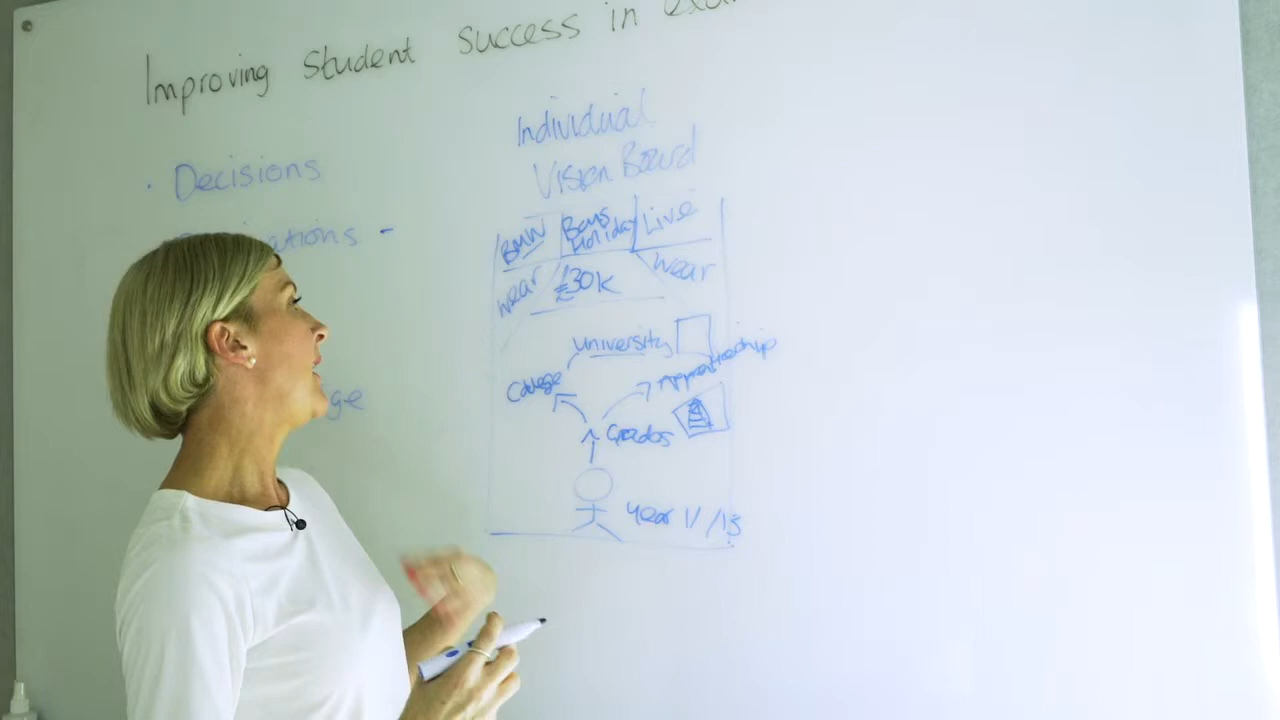 Improving Student Success in
Decisions
Individual
Vision Board
BMW
Boys Holiday
Live
Wear
£30K
Wear
University
Apprenticeship
College
Grades
Year 11 / 13